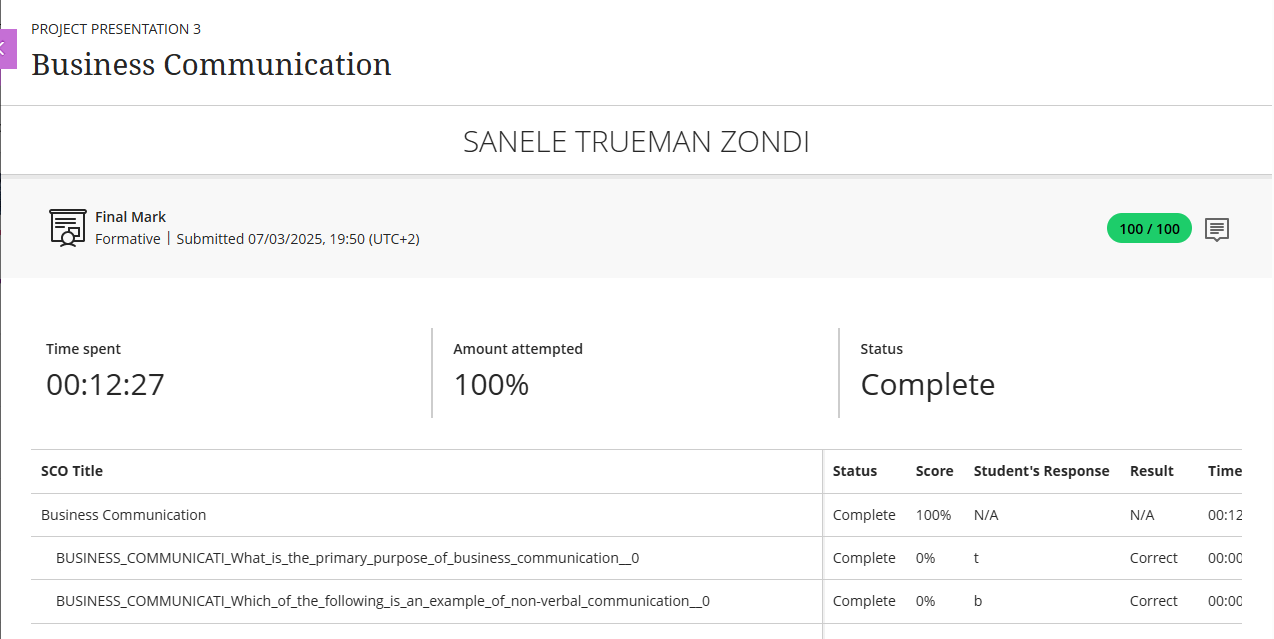 PROJECT PRESENTATION 3
Business Communication
SANELE TRUEMAN ZONDI
Final Mark
Formative | Submitted 07/03/2025, 19:50 (UTC+2)
100 / 100
Time spent
00:12:27
Amount attempted
100%
Status
Complete
SCO Title Status Score Student's Response Result Time
Business Communication Complete 100% N/A N/A 00:12
BUSINESS_COMMUNICATI_What_is_the_primary_purpose_of_business_communication__0 Complete 0% t Correct 00:00
BUSINESS_COMMUNICATI_Which_of_the_following_is_an_example_of_non-verbal_communication__0 Complete 0% b Correct 00:00